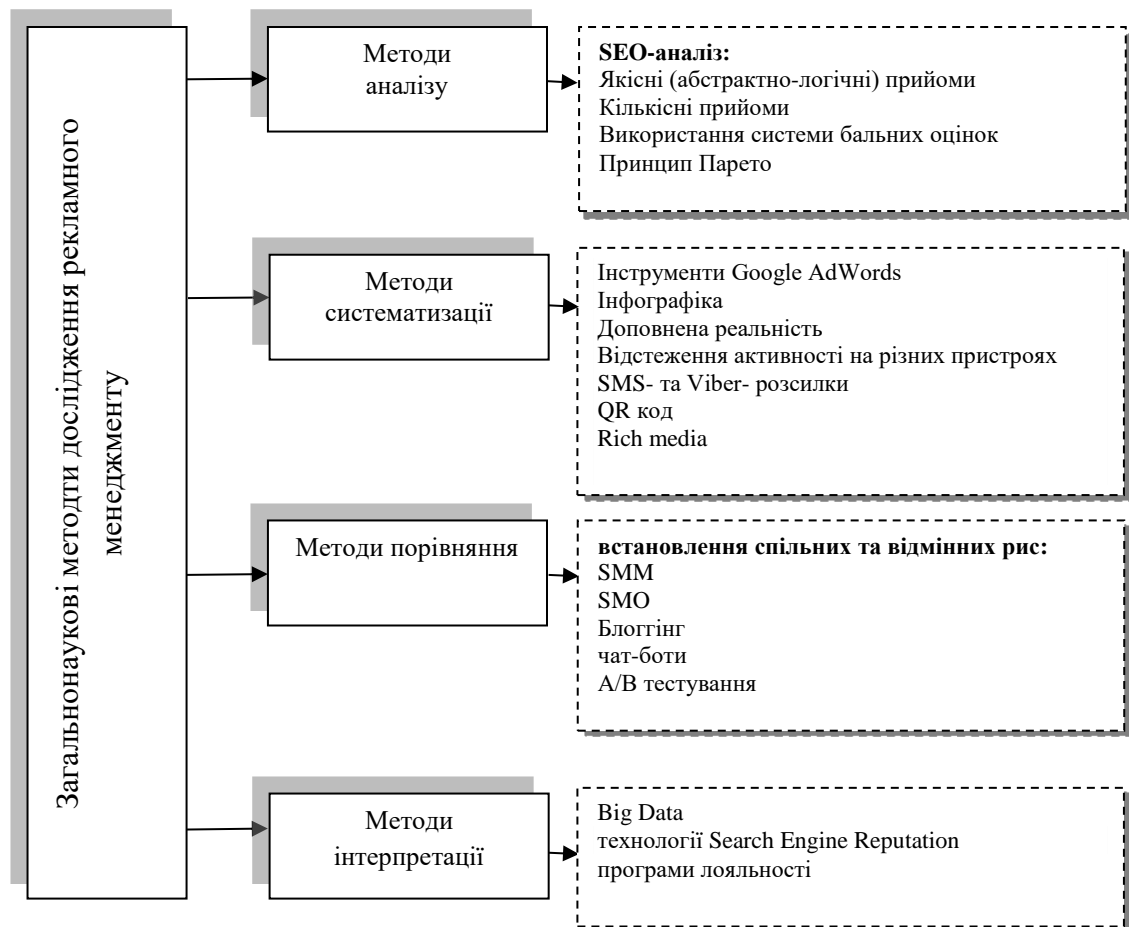 Загальнонаукові методти дослідження рекламного
менеджменту
Методи
аналізу
SEO-аналіз:
Якісні (абстрактно-логічні) прийоми
Кількісні прийоми
Використання системи бальних оцінок
Принцип Парето
Методи
систематизації
Інструменти Google AdWords
Інфографіка
Доповнена реальність
Відстеження активності на різних пристроях
SMS- та Viber- розсилки
QR код
Rich media
Методи порівняння
встановлення спільних та відмінних рис:
SMM
SMO
Блоггінг
чат-боти
A/B тестування
Методи
інтерпретації
Big Data
технології Search Engine Reputation
програми лояльності